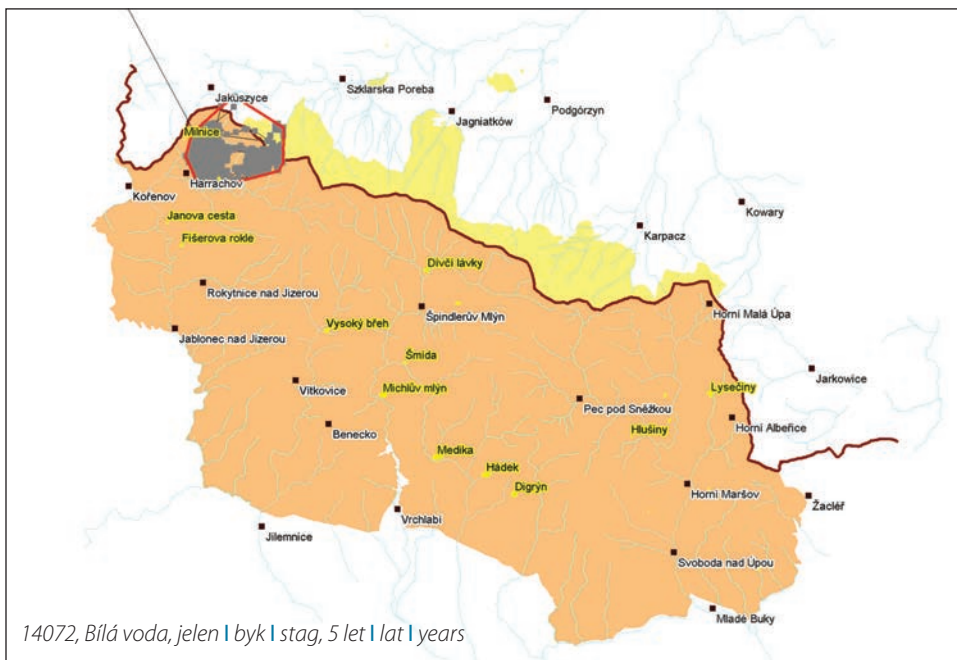 Szklarska Poreba
Jakuszyce
Podgórzyn
Jagniatków
Milnice
Harrachov
Kořenov
Kowary
Janova cesta
Karpacz
Fišerova rokle
Dívčí lávky
Rokytnice nad Jizerou
Špindlerův Mlýn
Horní Malá Úpa
Vysoký břeh
Jablonec nad Jizerou
Šmída
Jarkowice
Vítkovice
Michlův mlýn
Lysečiny
Pec pod Sněžkou
Horní Albeřice
Benecko
Hlušiny
Medika
Hádek
Horní Maršov
Digrýn
Žacléř
Vrchlabí
Jilemnice
Svoboda nad Úpou
Mladé Buky
14072, Bílá voda, jelen I byk I stag, 5 let I lat I years